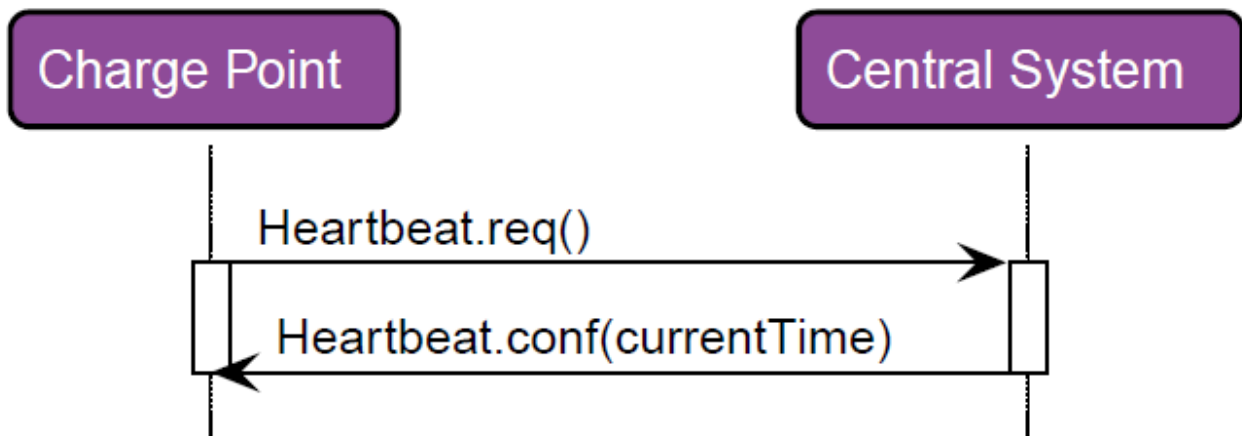 Charge Point
Central System
Heartbeat.req()
Heartbeat.conf(currentTime)